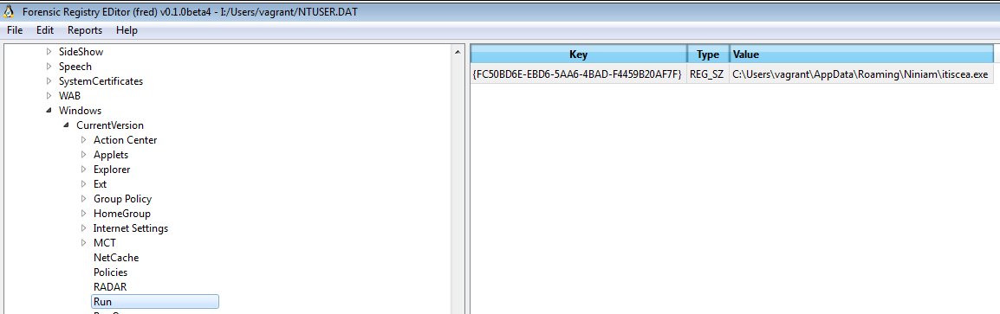 Forensic Registry EDitor (fred) v0.1.0beta4 - I:/Users/vagrant/NTUSER.DAT
File Edit Reports Help
SideShow
Speech
SystemCertificates
WAB
Windows
CurrentVersion
Action Center
Applets
Explorer
Ext
Group Policy
HomeGroup
Internet Settings
MCT
NetCache
Policies
RADAR
Run
Key Type Value
{FC50BD6E-EBD6-5AA6-4BAD-F4459B20AF7F} REG_SZ C:\Users\vagrant\AppData\Roaming\Niniam\itiscea.exe